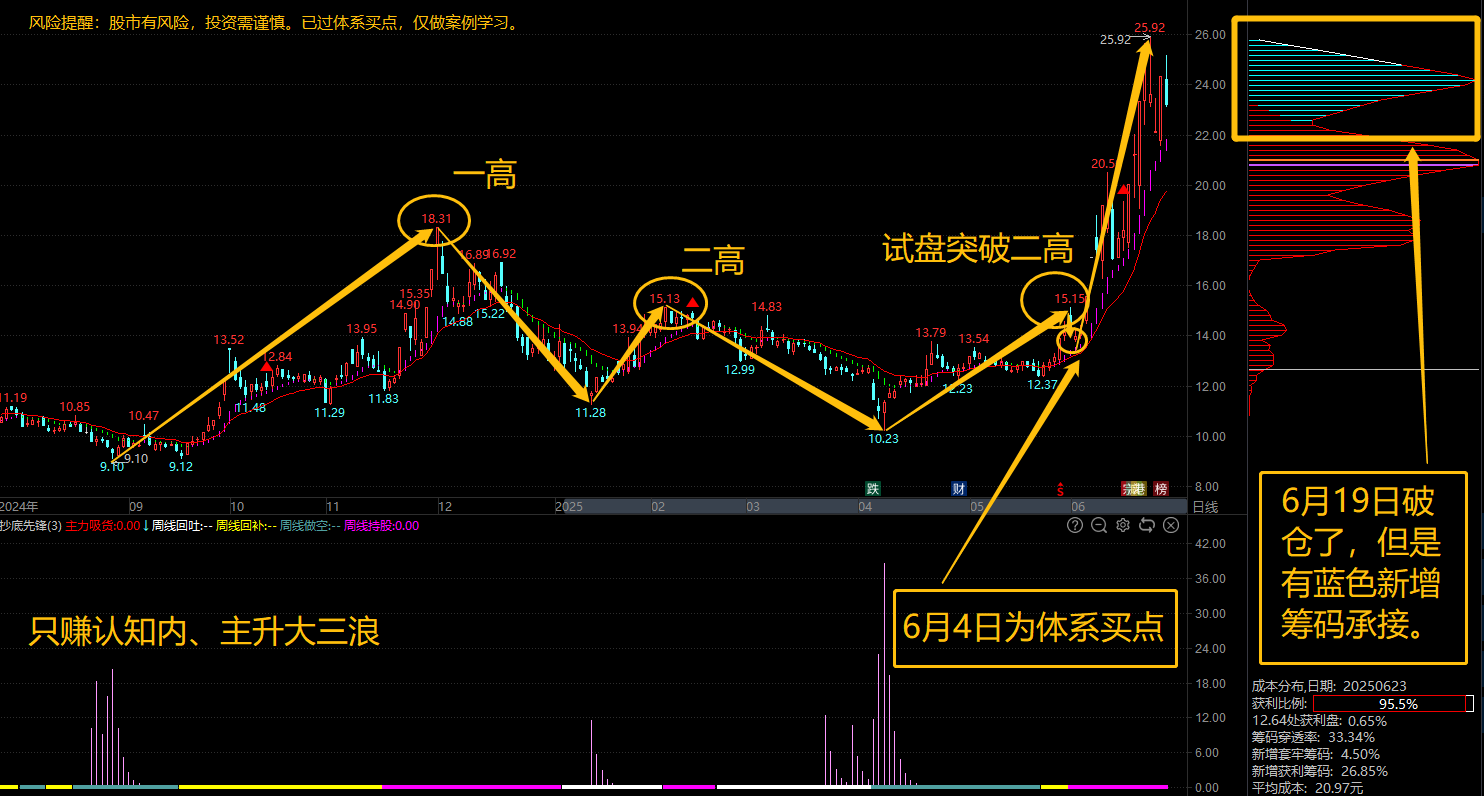 风险提醒：股市有风险，投资需谨慎。已过体系买点，仅做案例学习。
25.92
25.92
26.00
24.00
22.00
20.00
18.00
16.00
14.00
12.00
10.00
8.00
一高
18.31
16.89
16.92
15.35
14.90
14.88
15.22
13.95
13.52
12.84
11.48
11.29
11.83
11.19
10.85
10.47
9.10
9.10
9.12
二高
15.13
14.83
13.94
12.99
11.28
试盘突破二高
15.15
13.79
13.54
12.37
12.23
10.23
20.5
跌
财
S
榜
2024年
09
10
11
12
2025
02
03
04
05
06
日线
抄底先锋(3) 主力吸货:0.00↓周线回吐:-- 周线回补:-- 周线做空:-- 周线持股:0.00
42.00
36.00
30.00
24.00
18.00
12.00
6.00
0.00
只赚认知内、主升大三浪
6月4日为体系买点
6月19日破
仓了，但是
有蓝色新增
筹码承接。
成本分布,日期: 20250623
获利比例: 95.5%
12.64处获利盘: 0.65%
筹码穿透率: 33.34%
新增套牢筹码: 4.50%
新增获利筹码: 26.85%
平均成本: 20.97元